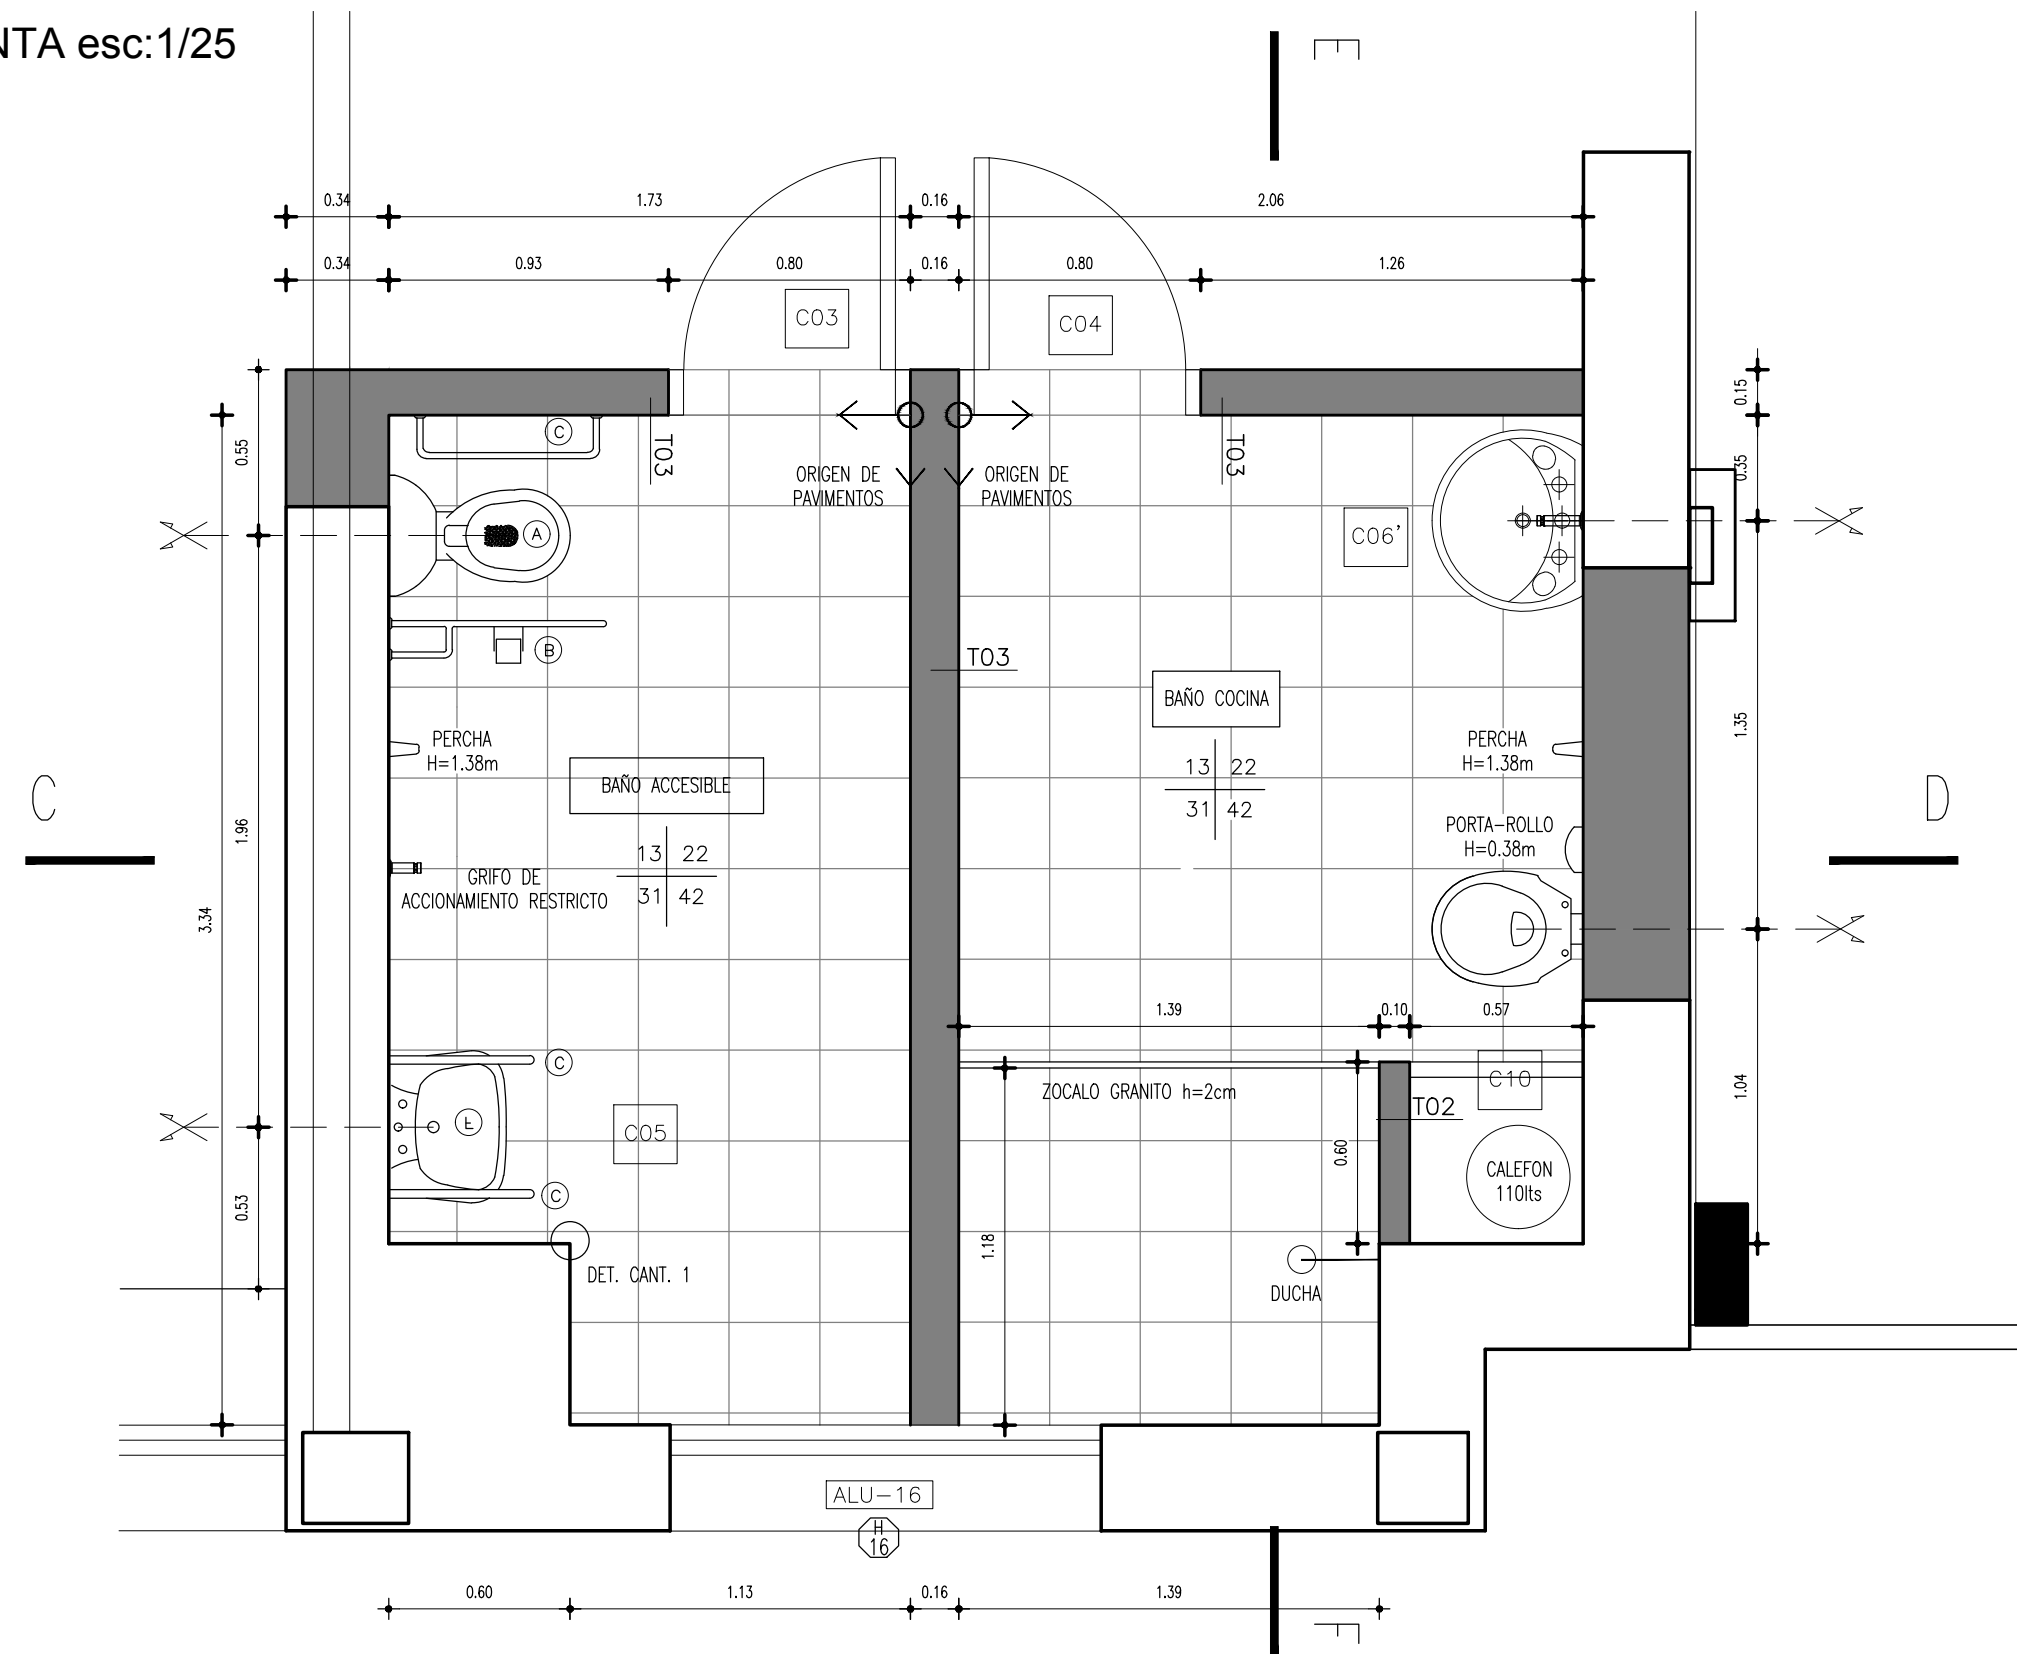 NTA esc:1/25
E
0.34
1.73
0.16
2.06
0.34
0.93
0.80
0.16
0.80
1.26
C03
C04
0.15
0.55
T03
T03
0.35
C
ORIGEN DE
PAVIMENTOS
ORIGEN DE
PAVIMENTOS
A
C06'
B
T03
BAÑO COCINA
PERCHA
H=1.38m
PERCHA
H=1.38m
1.35
13 22
31 42
BAÑO ACCESIBLE
C
D
1.96
PORTA-ROLLO
H=0.38m
13 22
31 42
GRIFO DE
ACCIONAMIENTO RESTRICTO
3.34
1.39
0.10
0.57
C
ZOCALO GRANITO h=2cm
C10
1.04
T02
E
C05
0.60
CALEFON
110lts
C
0.53
1.18
DET. CANT. 1
DUCHA
ALU-16
H
16
0.60
1.13
0.16
1.39